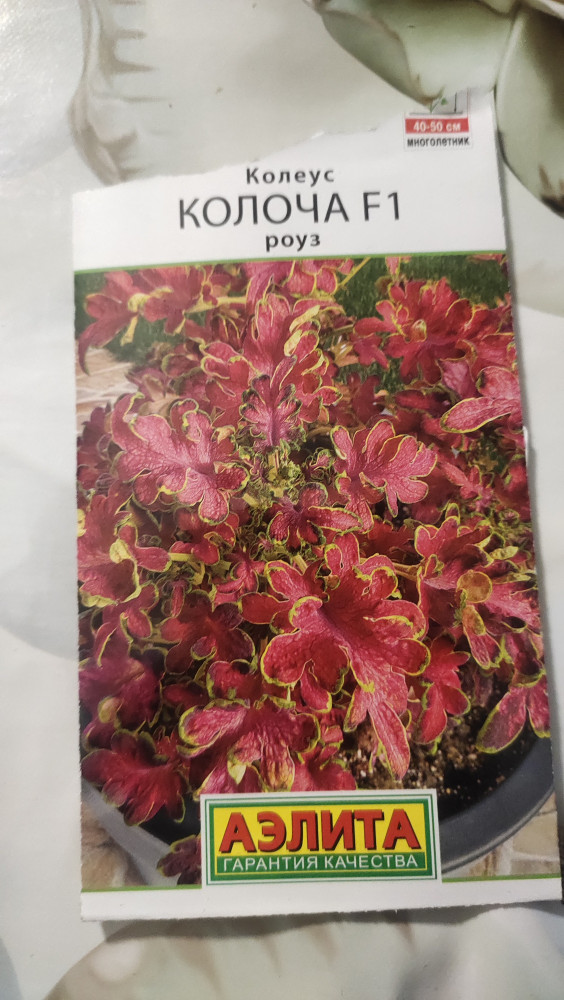 40-50 см
многолетник
Колеус
КОЛОЧА F1
роуз
АЭЛИТА
ГАРАНТИЯ КАЧЕСТВА